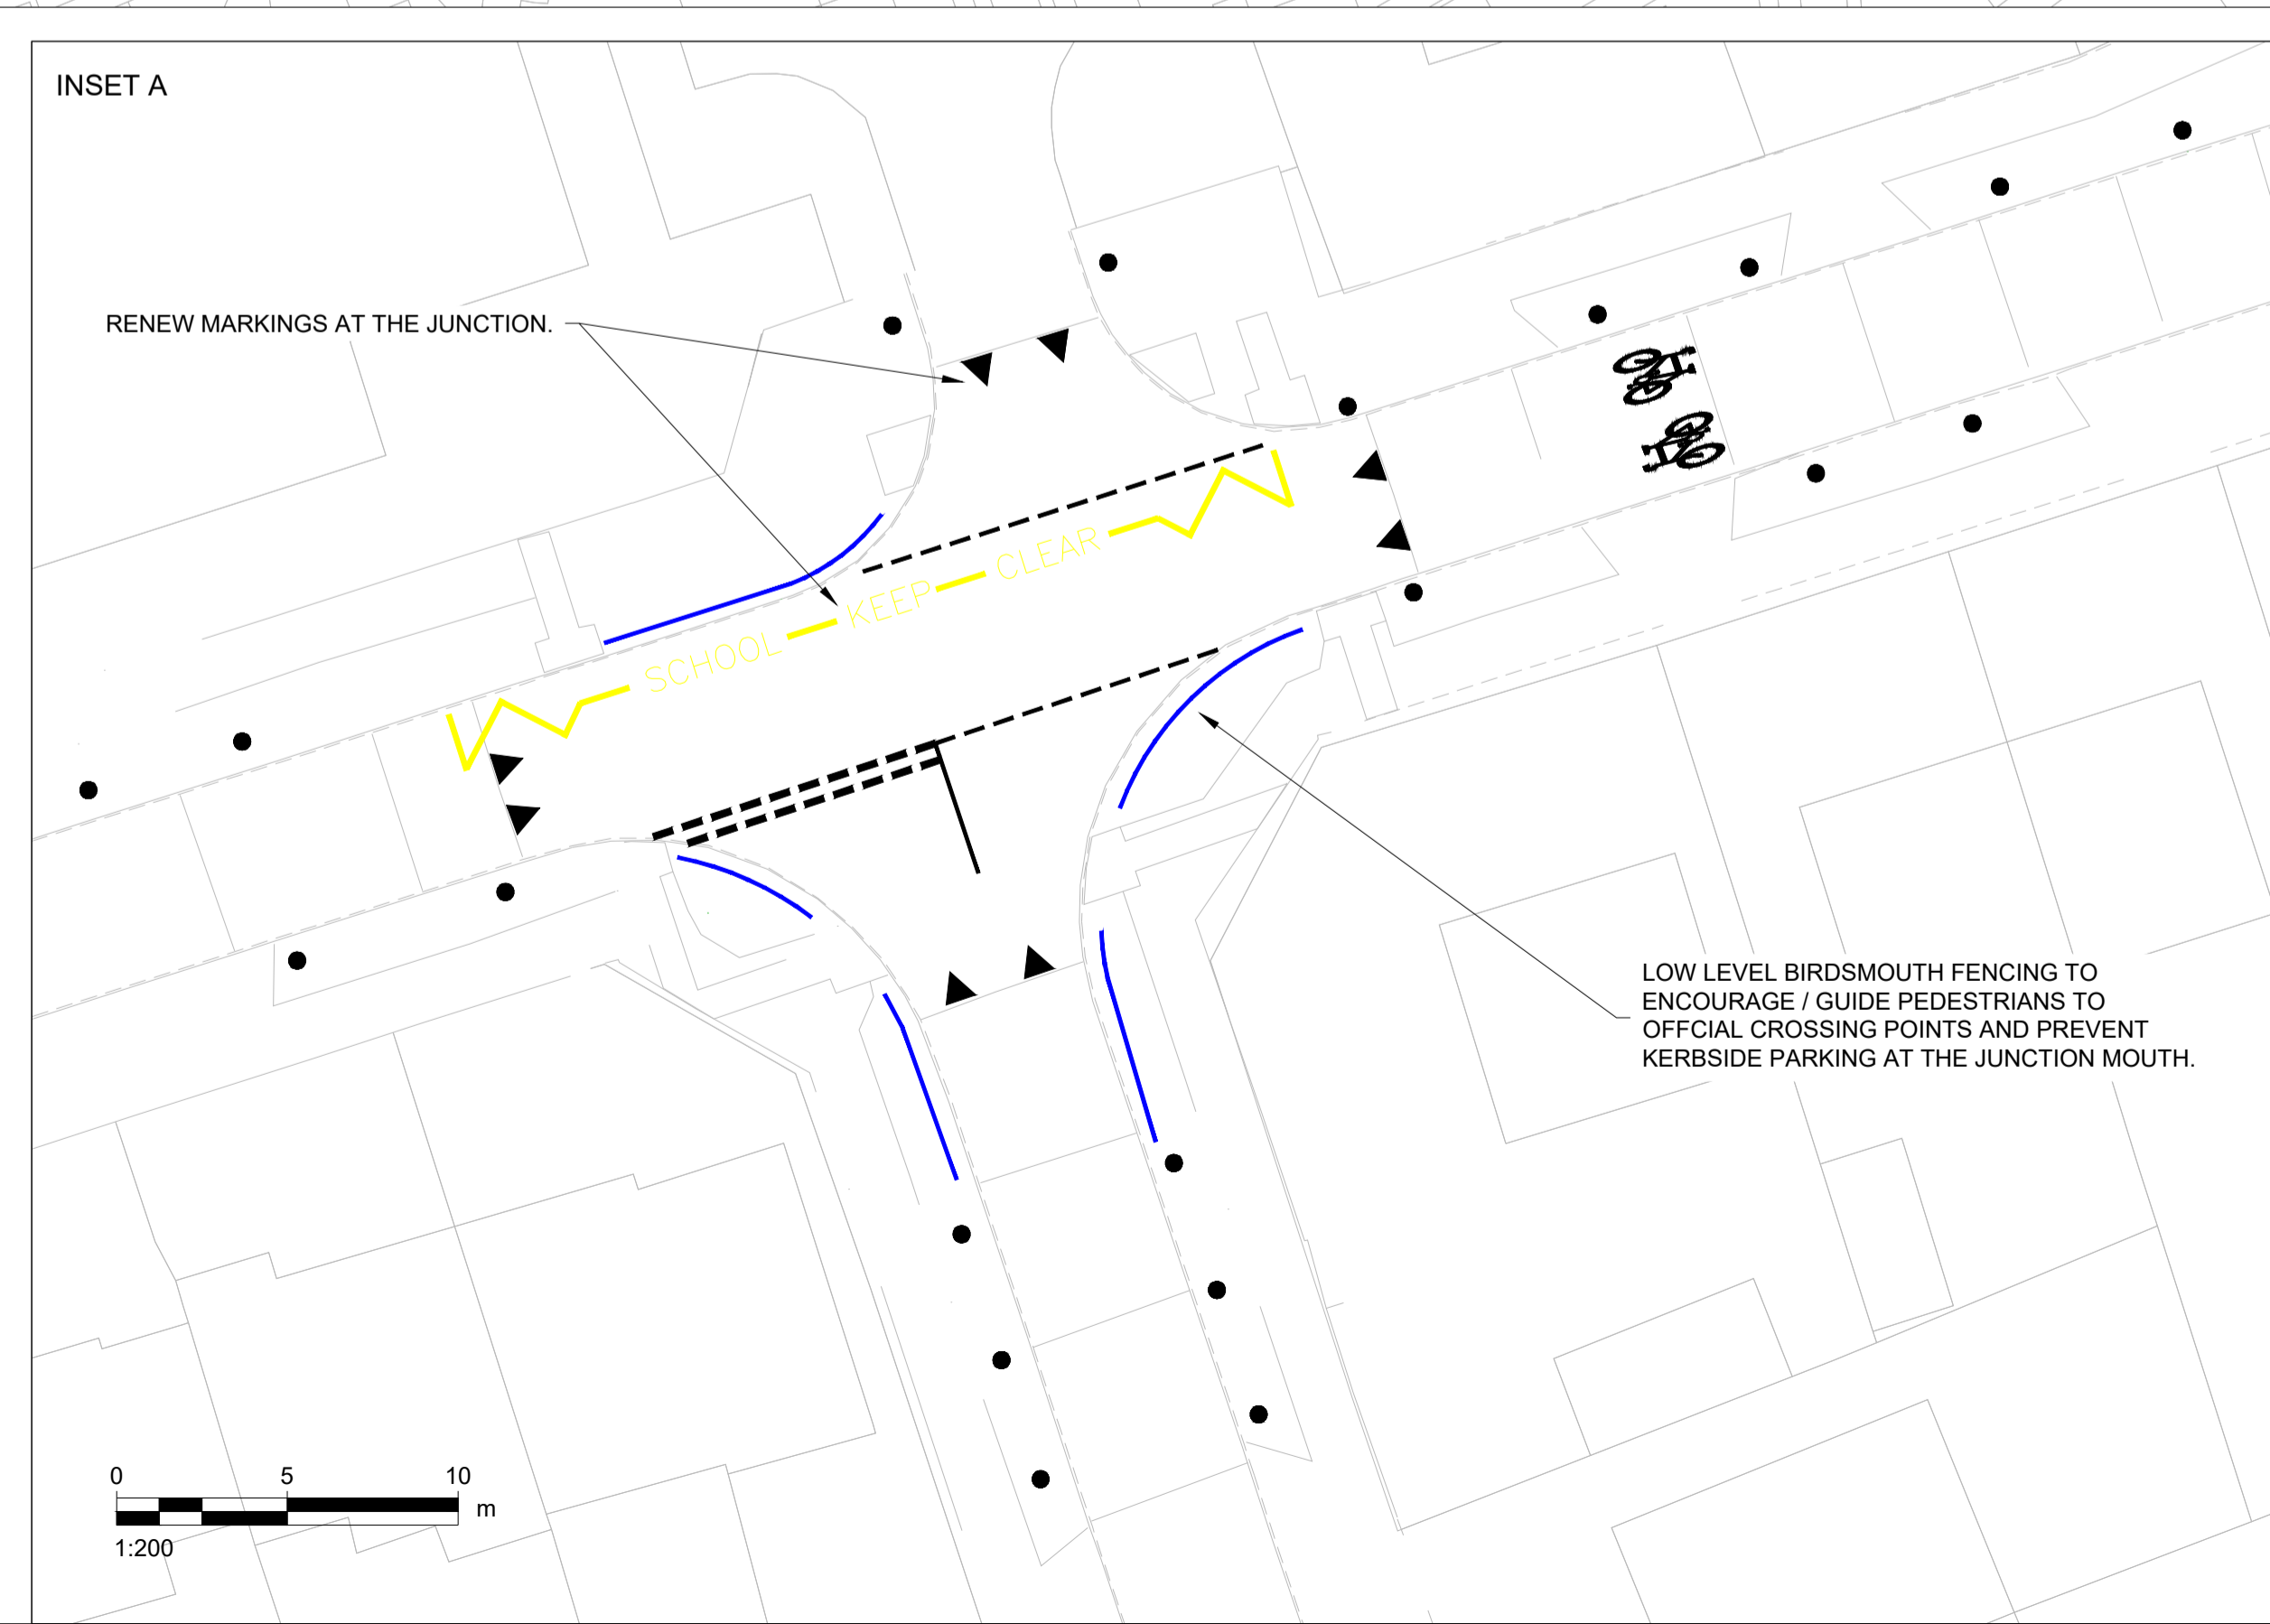 INSET A
RENEW MARKINGS AT THE JUNCTION.
SCHOOL KEEP CLEAR
LOW LEVEL BIRDSMOUTH FENCING TO
ENCOURAGE / GUIDE PEDESTRIANS TO
OFFCIAL CROSSING POINTS AND PREVENT
KERBSIDE PARKING AT THE JUNCTION MOUTH.
0 5 10
m
1:200